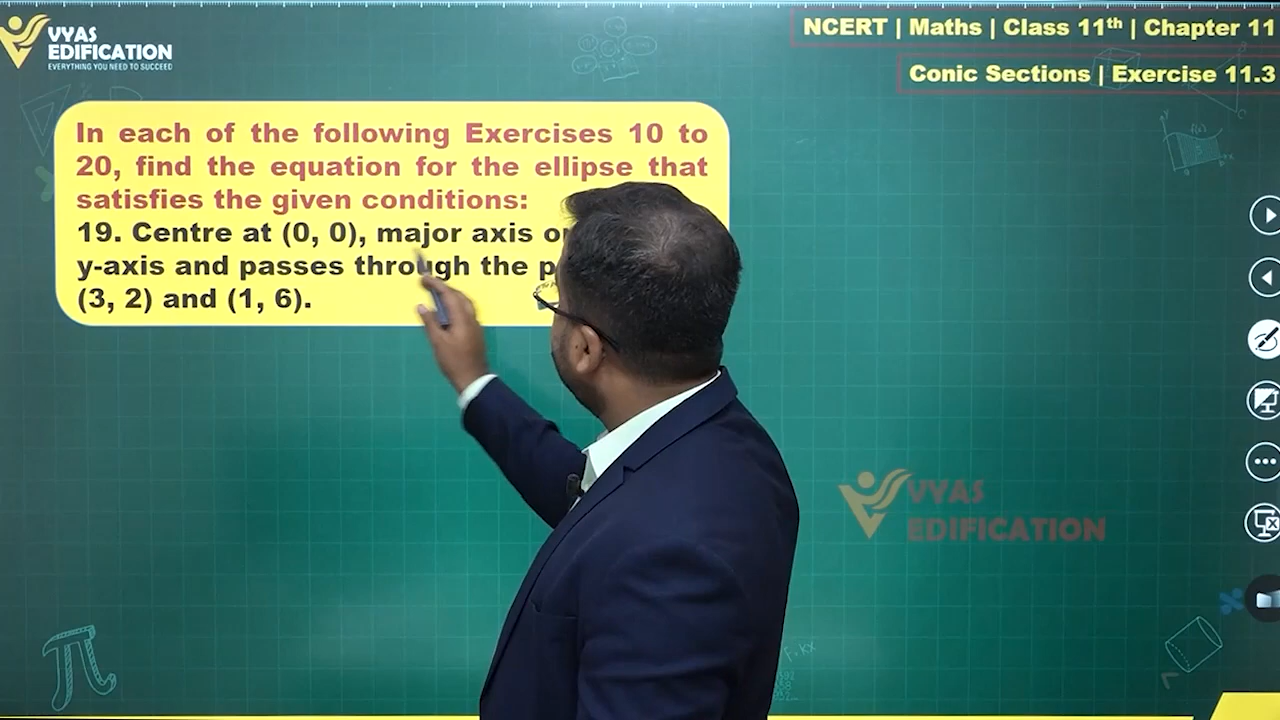 VYAS
EDIFICATION
EVERYTHING YOU NEED TO SUCCEED
NCERT | Maths | Class 11th | Chapter 11
Conic Sections | Exercise 11.3
In each of the following Exercises 10 to
20, find the equation for the ellipse that
satisfies the given conditions:
19. Centre at (0, 0), major axis
y-axis and passes through the
(3, 2) and (1, 6).
VYAS
EDIFICATION